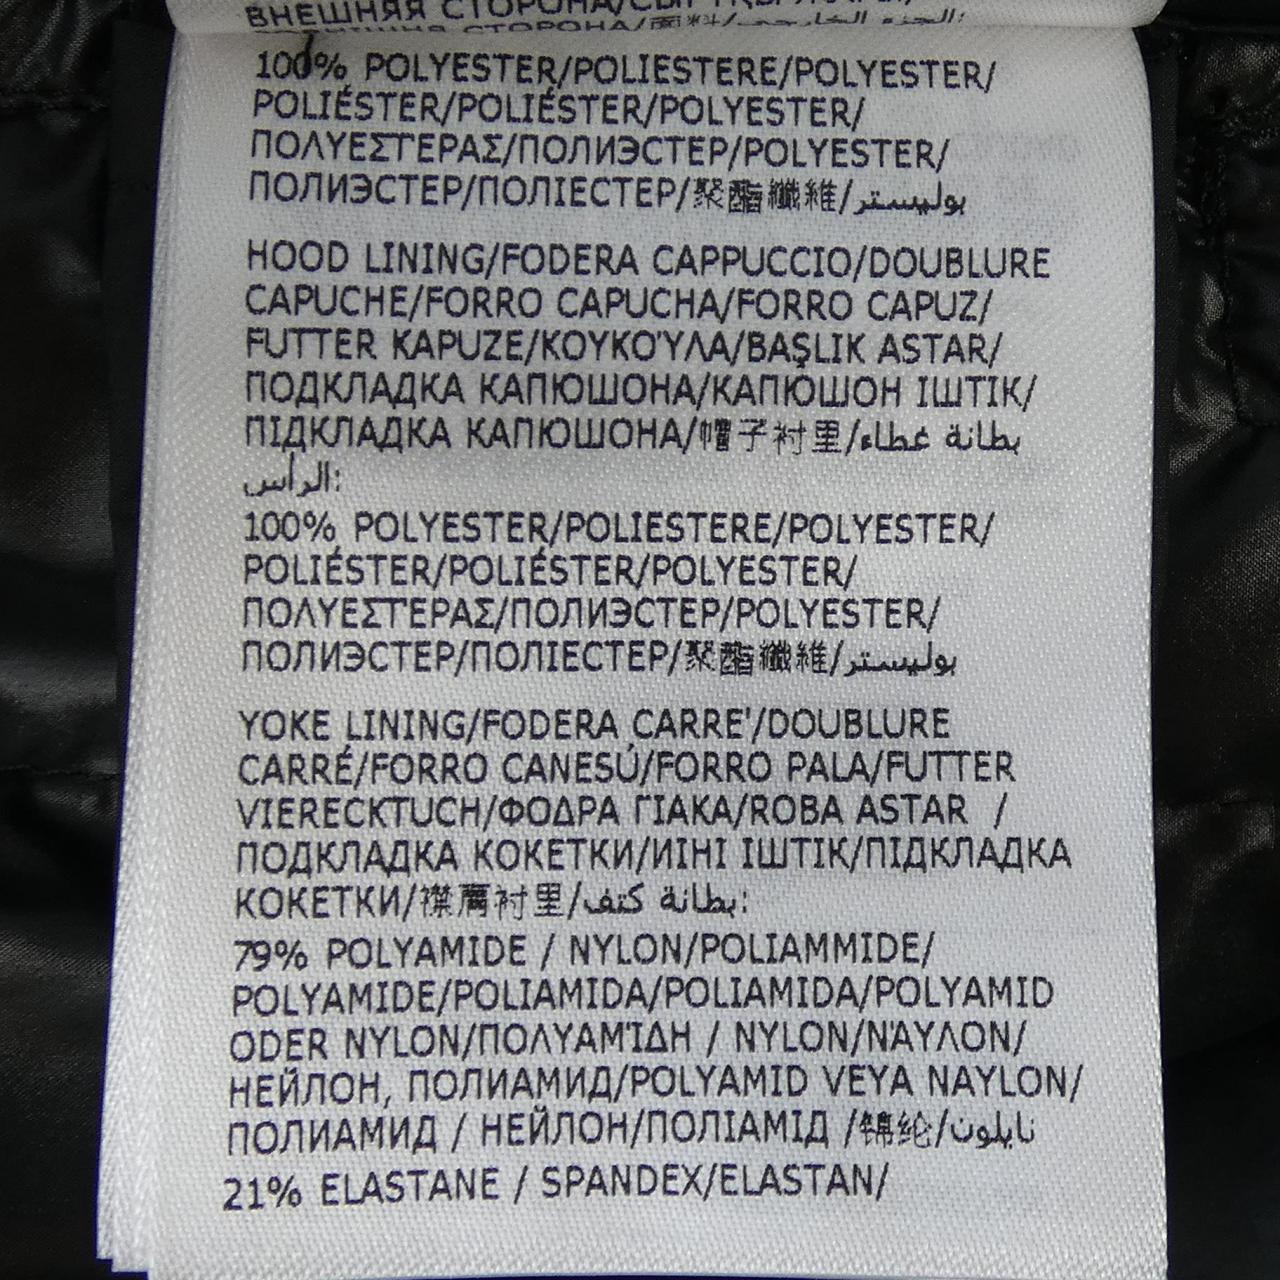 ВНЕШНЯЯ
100% POLYESTER/POLIESTERE/POLYESTER/
POLIÉSTER/POLIÉSTER/POLYESTER/
ΠΟΛΥΕΣΤΕΡΑΣ/ПОЛИЭСТЕР/POLYESTER/
ПОЛИЭСТЕР/ПОЛІЕСТЕР/聚酯纖維/بوليستر
HOOD LINING/FODERA CAPPUCCIO/DOUBLURE
CAPUCHE/FORRO CAPUCHA/FORRO CAPUZ/
FUTTER KAPUZE/ΚΟΥΚΟΎΛΑ/BAŞLIK ASTAR/
ПОДКЛАДКА КАПЮШОНА/КАПЮШОН ІШТІК/
ПІДКЛАДКА КАПЮШОНА/帽子衬里/بطانة غطاء
الرأس:
100% POLYESTER/POLIESTERE/POLYESTER/
POLIÉSTER/POLIÉSTER/POLYESTER/
ΠΟΛΥΕΣΤΕΡΑΣ/ПОЛИЭСТЕР/POLYESTER/
ПОЛИЭСТЕР/ПОЛІЕСТЕР/聚酯纖維/بوليستر
YOKE LINING/FODERA CARRE'/DOUBLURE
CARRÉ/FORRO CANESÚ/FORRO PALA/FUTTER
VIERECKTUCH/ΦΟΔΡΑ ΓΙΑΚΑ/ROBA ASTAR /
ПОДКЛАДКА КОКЕТКИ/ИІНІ ІШТІК/ПІДКЛАДКА
КОКЕТКИ/襟肩衬里/بطانة كتف:
79% POLYAMIDE / NYLON/POLIAMMIDE/
POLYAMIDE/POLIAMIDA/POLIAMIDA/POLYAMID
ODER NYLON/ΠΟΛΥΑΜΊΔΗ / NYLON/ΝΆΥΛΟΝ/
НЕЙЛОН, ПОЛИАМИД/POLYAMID VEYA NAYLON/
ПОЛИАМИД / НЕЙЛОН/ПОЛІАМІД /锦纶/نايلون
21% ELASTANE / SPANDEX/ELASTAN/